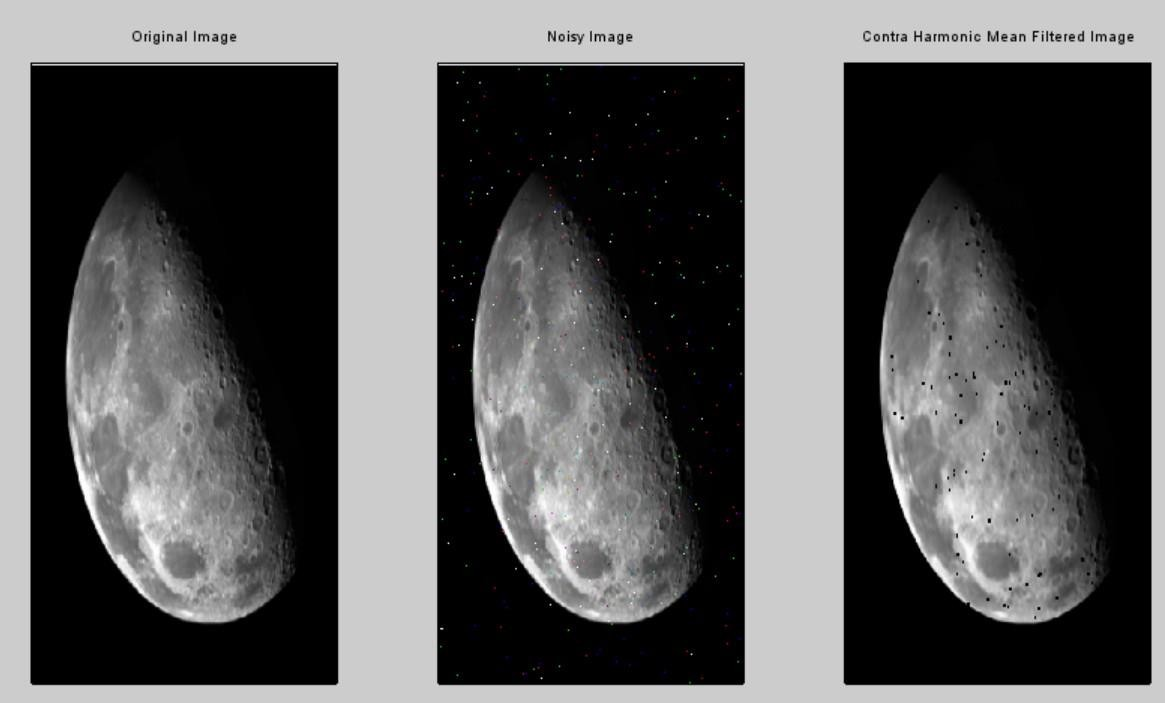 Original Image
Noisy Image
Contra Harmonic Mean Filtered Image